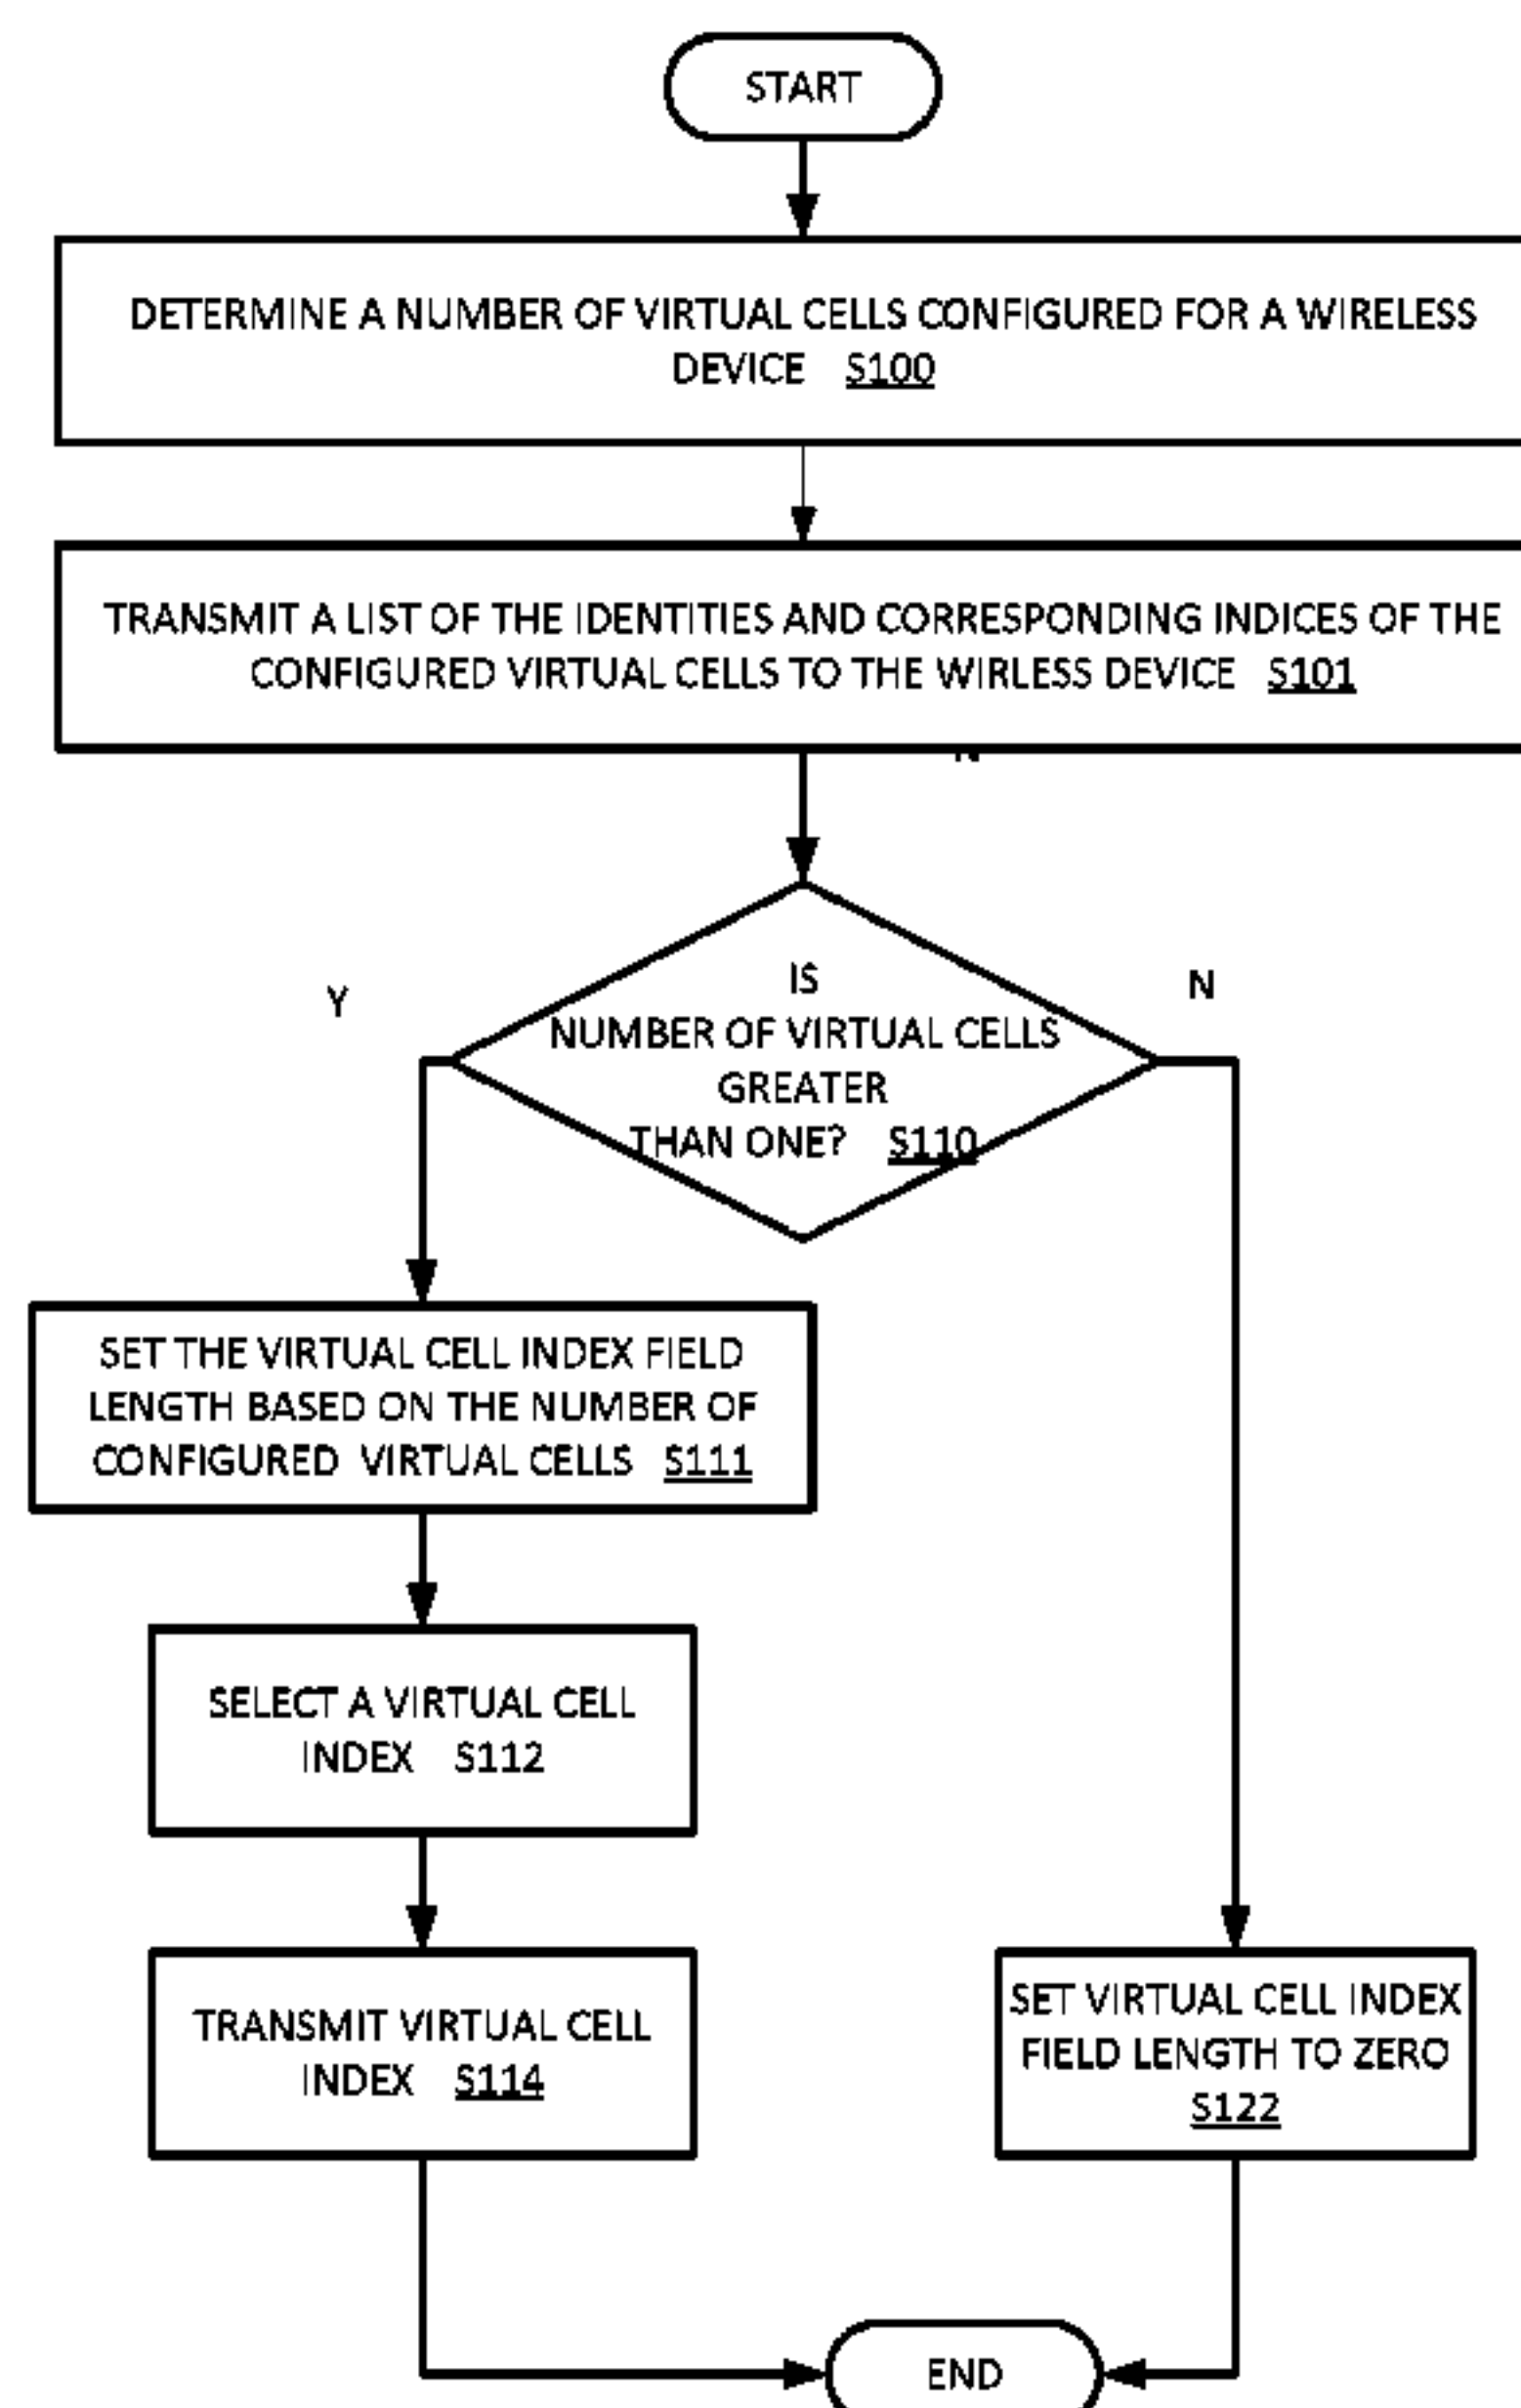 START
DETERMINE A NUMBER OF VIRTUAL CELLS CONFIGURED FOR A WIRELESS
DEVICE S100
TRANSMIT A LIST OF THE IDENTITIES AND CORRESPONDING INDICES OF THE
CONFIGURED VIRTUAL CELLS TO THE WIRLESS DEVICE S101
Y
N
IS
NUMBER OF VIRTUAL CELLS
GREATER
THAN ONE? S110
SET THE VIRTUAL CELL INDEX FIELD
LENGTH BASED ON THE NUMBER OF
CONFIGURED VIRTUAL CELLS S111
SELECT A VIRTUAL CELL
INDEX S112
TRANSMIT VIRTUAL CELL
INDEX S114
SET VIRTUAL CELL INDEX
FIELD LENGTH TO ZERO
S122
END